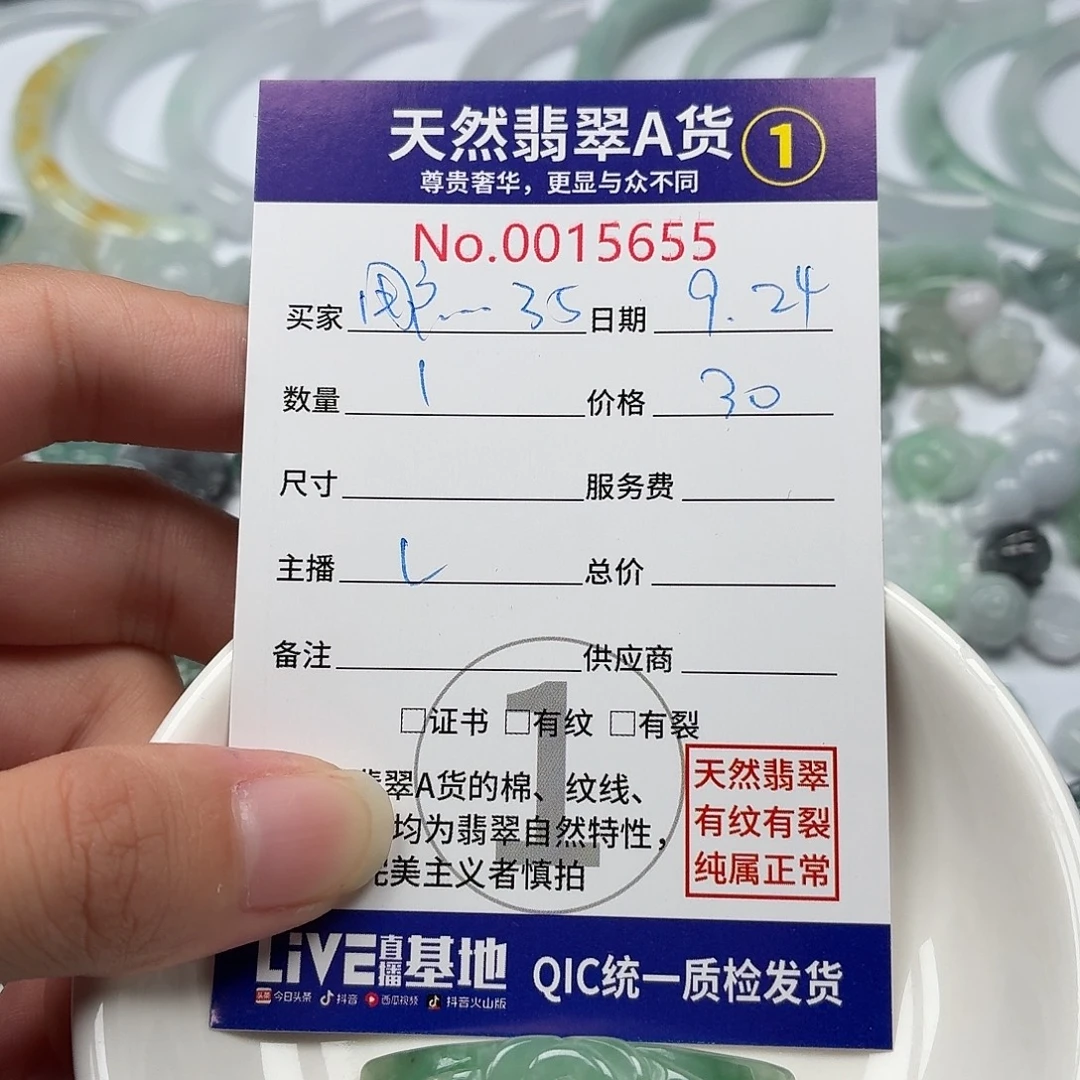 天然翡翠A货 1
尊贵奢华，更显与众不同
No.0015655
买家 35 日期 9.24
数量 1 价格 30
尺寸 服务费
主播 L 总价
备注 供应商
1
□证书 □有纹 □有裂
翠A货的棉、纹线、
均为翡翠自然特性，
美主义者慎拍
天然翡翠
有纹有裂
纯属正常
LiVE直播基地 QIC统一质检发货
头条 今日头条 抖音 西瓜视频 抖音火山版